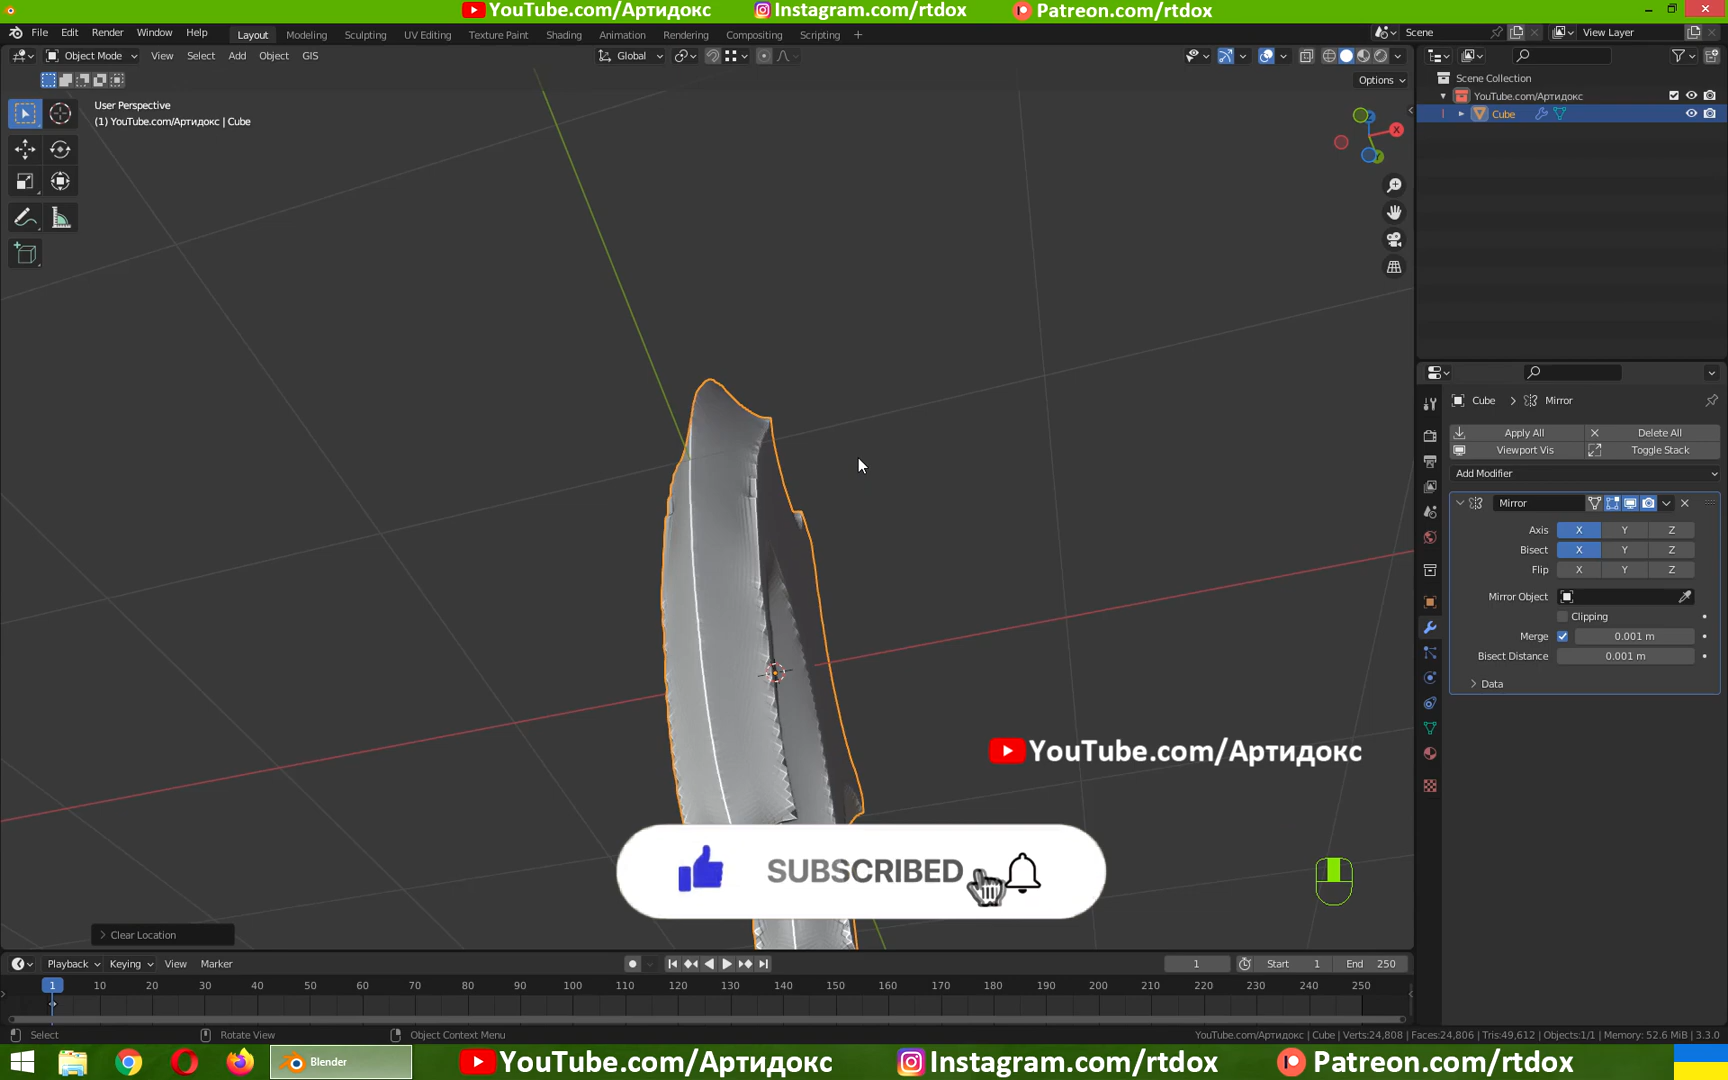 YouTube.com/Артидокс Instagram.com/rtdox Patreon.com/rtdox
File Edit Render Window Help Layout Modeling Sculpting UV Editing Texture Paint Shading Animation Rendering Compositing Scripting + Scene View Layer
Object Mode View Select Add Object GIS Global
Options
User Perspective
(1) YouTube.com/Артидокс | Cube
X
Scene Collection
YouTube.com/Артидокс
Cube
Cube > Mirror
Apply All Delete All
Viewport Vis Toggle Stack
Add Modifier
Mirror
Axis X Y Z
Bisect X Y Z
Flip X Y Z
Mirror Object
Clipping
Merge 0.001 m
Bisect Distance 0.001 m
> Data
YouTube.com/Артидокс
SUBSCRIBED
> Clear Location
Playback Keying View Marker 1 Start 1 End 250
1 10 20 30 40 50 60 70 80 90 100 110 120 130 140 150 160 170 180 190 200 210 220 230 240 250
Select Rotate View Object Context Menu YouTube.com/Артидокс | Cube | Verts:24,808 | Faces:24,806 | Tris:49,612 | Objects:1/1 | Memory: 52.6 MiB | 3.3.0
Blender YouTube.com/Артидокс Instagram.com/rtdox Patreon.com/rtdox